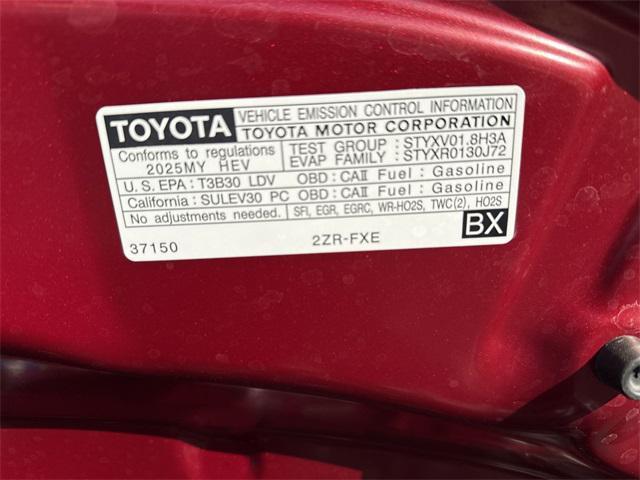 TOYOTA VEHICLE EMISSION CONTROL INFORMATION
TOYOTA MOTOR CORPORATION
Conforms to regulations TEST GROUP : STYXV01.8H3A
2025MY HEV EVAP FAMILY : STYXR0130J72
U.S. EPA : T3B30 LDV OBD: CAII Fuel : Gasoline
California : SULEV30 PC OBD: CAII Fuel : Gasoline
No adjustments needed. SFI, EGR, EGRC, WR-HO2S, TWC(2), HO2S
37150 2ZR-FXE BX